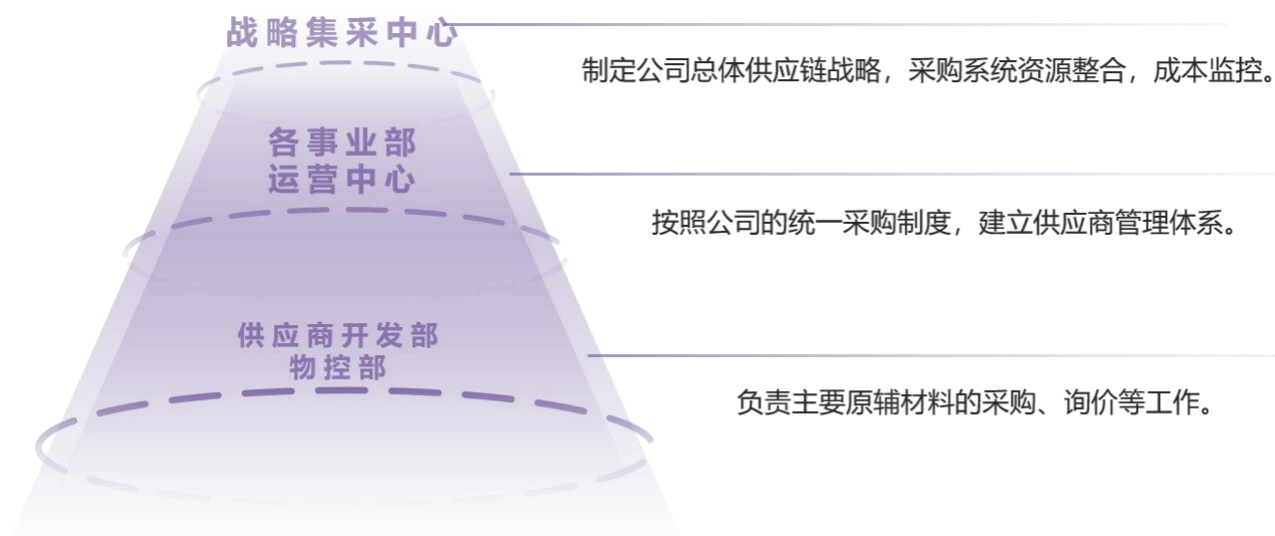 战略集采中心
制定公司总体供应链战略，采购系统资源整合，成本监控。
各事业部
运营中心
按照公司的统一采购制度，建立供应商管理体系。
供应商开发部
物控部
负责主要原辅材料的采购、询价等工作。